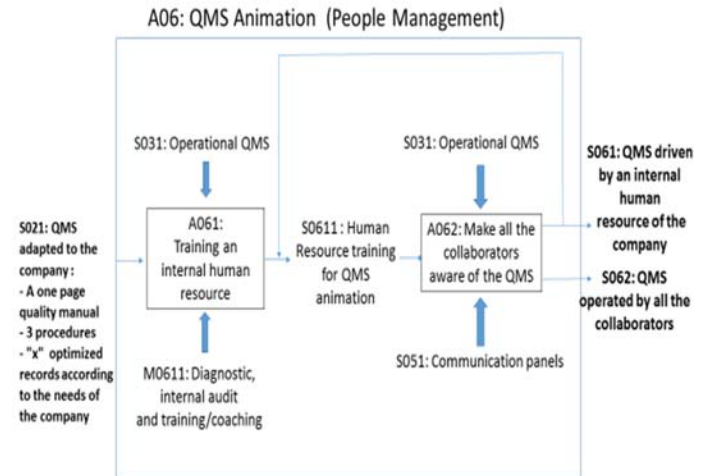 A06: QMS Animation (People Management)
S031: Operational QMS
S031: Operational QMS
S021: QMS
adapted to the
company :
- A one page
quality manual
- 3 procedures
- "x" optimized
records according
to the needs of
the company
A061:
Training an
internal human
resource
S0611 : Human
Resource training
for QMS
animation
A062: Make all the
collaborators
aware of the QMS
S061: QMS driven
by an internal
human
resource of the
company
S062: QMS
operated by all the
collaborators
M0611: Diagnostic,
internal audit
and training/coaching
S051: Communication panels